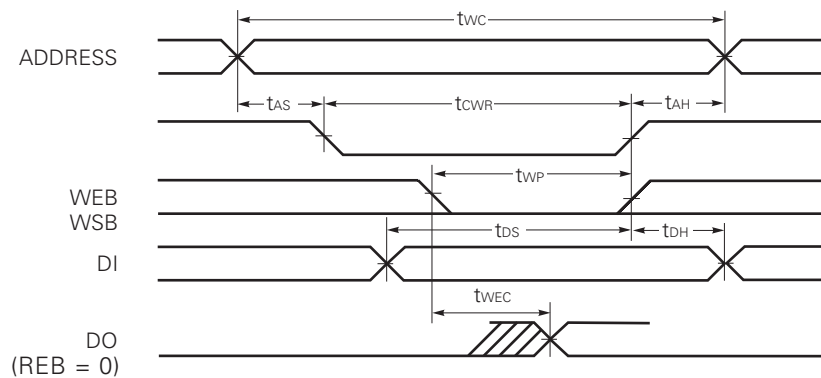 tWC
ADDRESS
tAS tCWR tAH
tWP
WEB
WSB
tDS tDH
DI
tWEC
DO
(REB = 0)